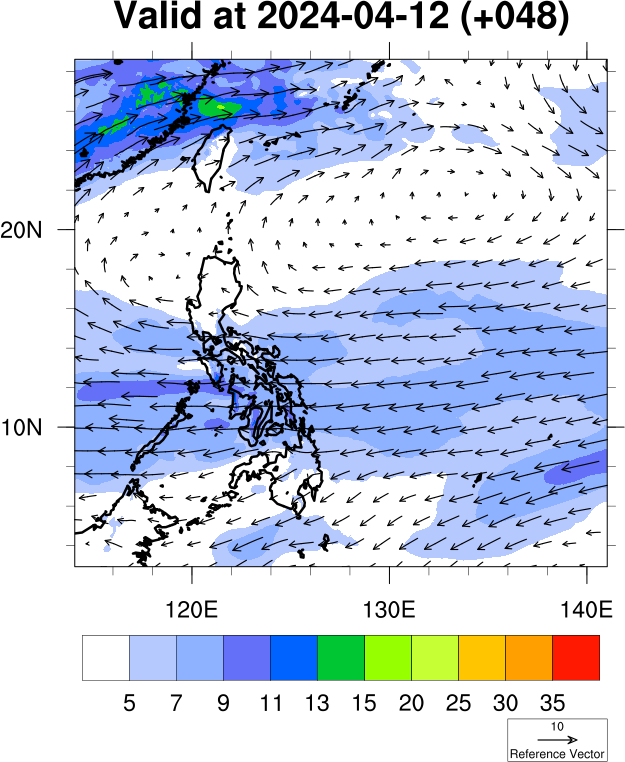 Valid at 2024-04-12 (+048)
20N
10N
120E 130E 140E
5 7 9 11 13 15 20 25 30 35
10
Reference Vector